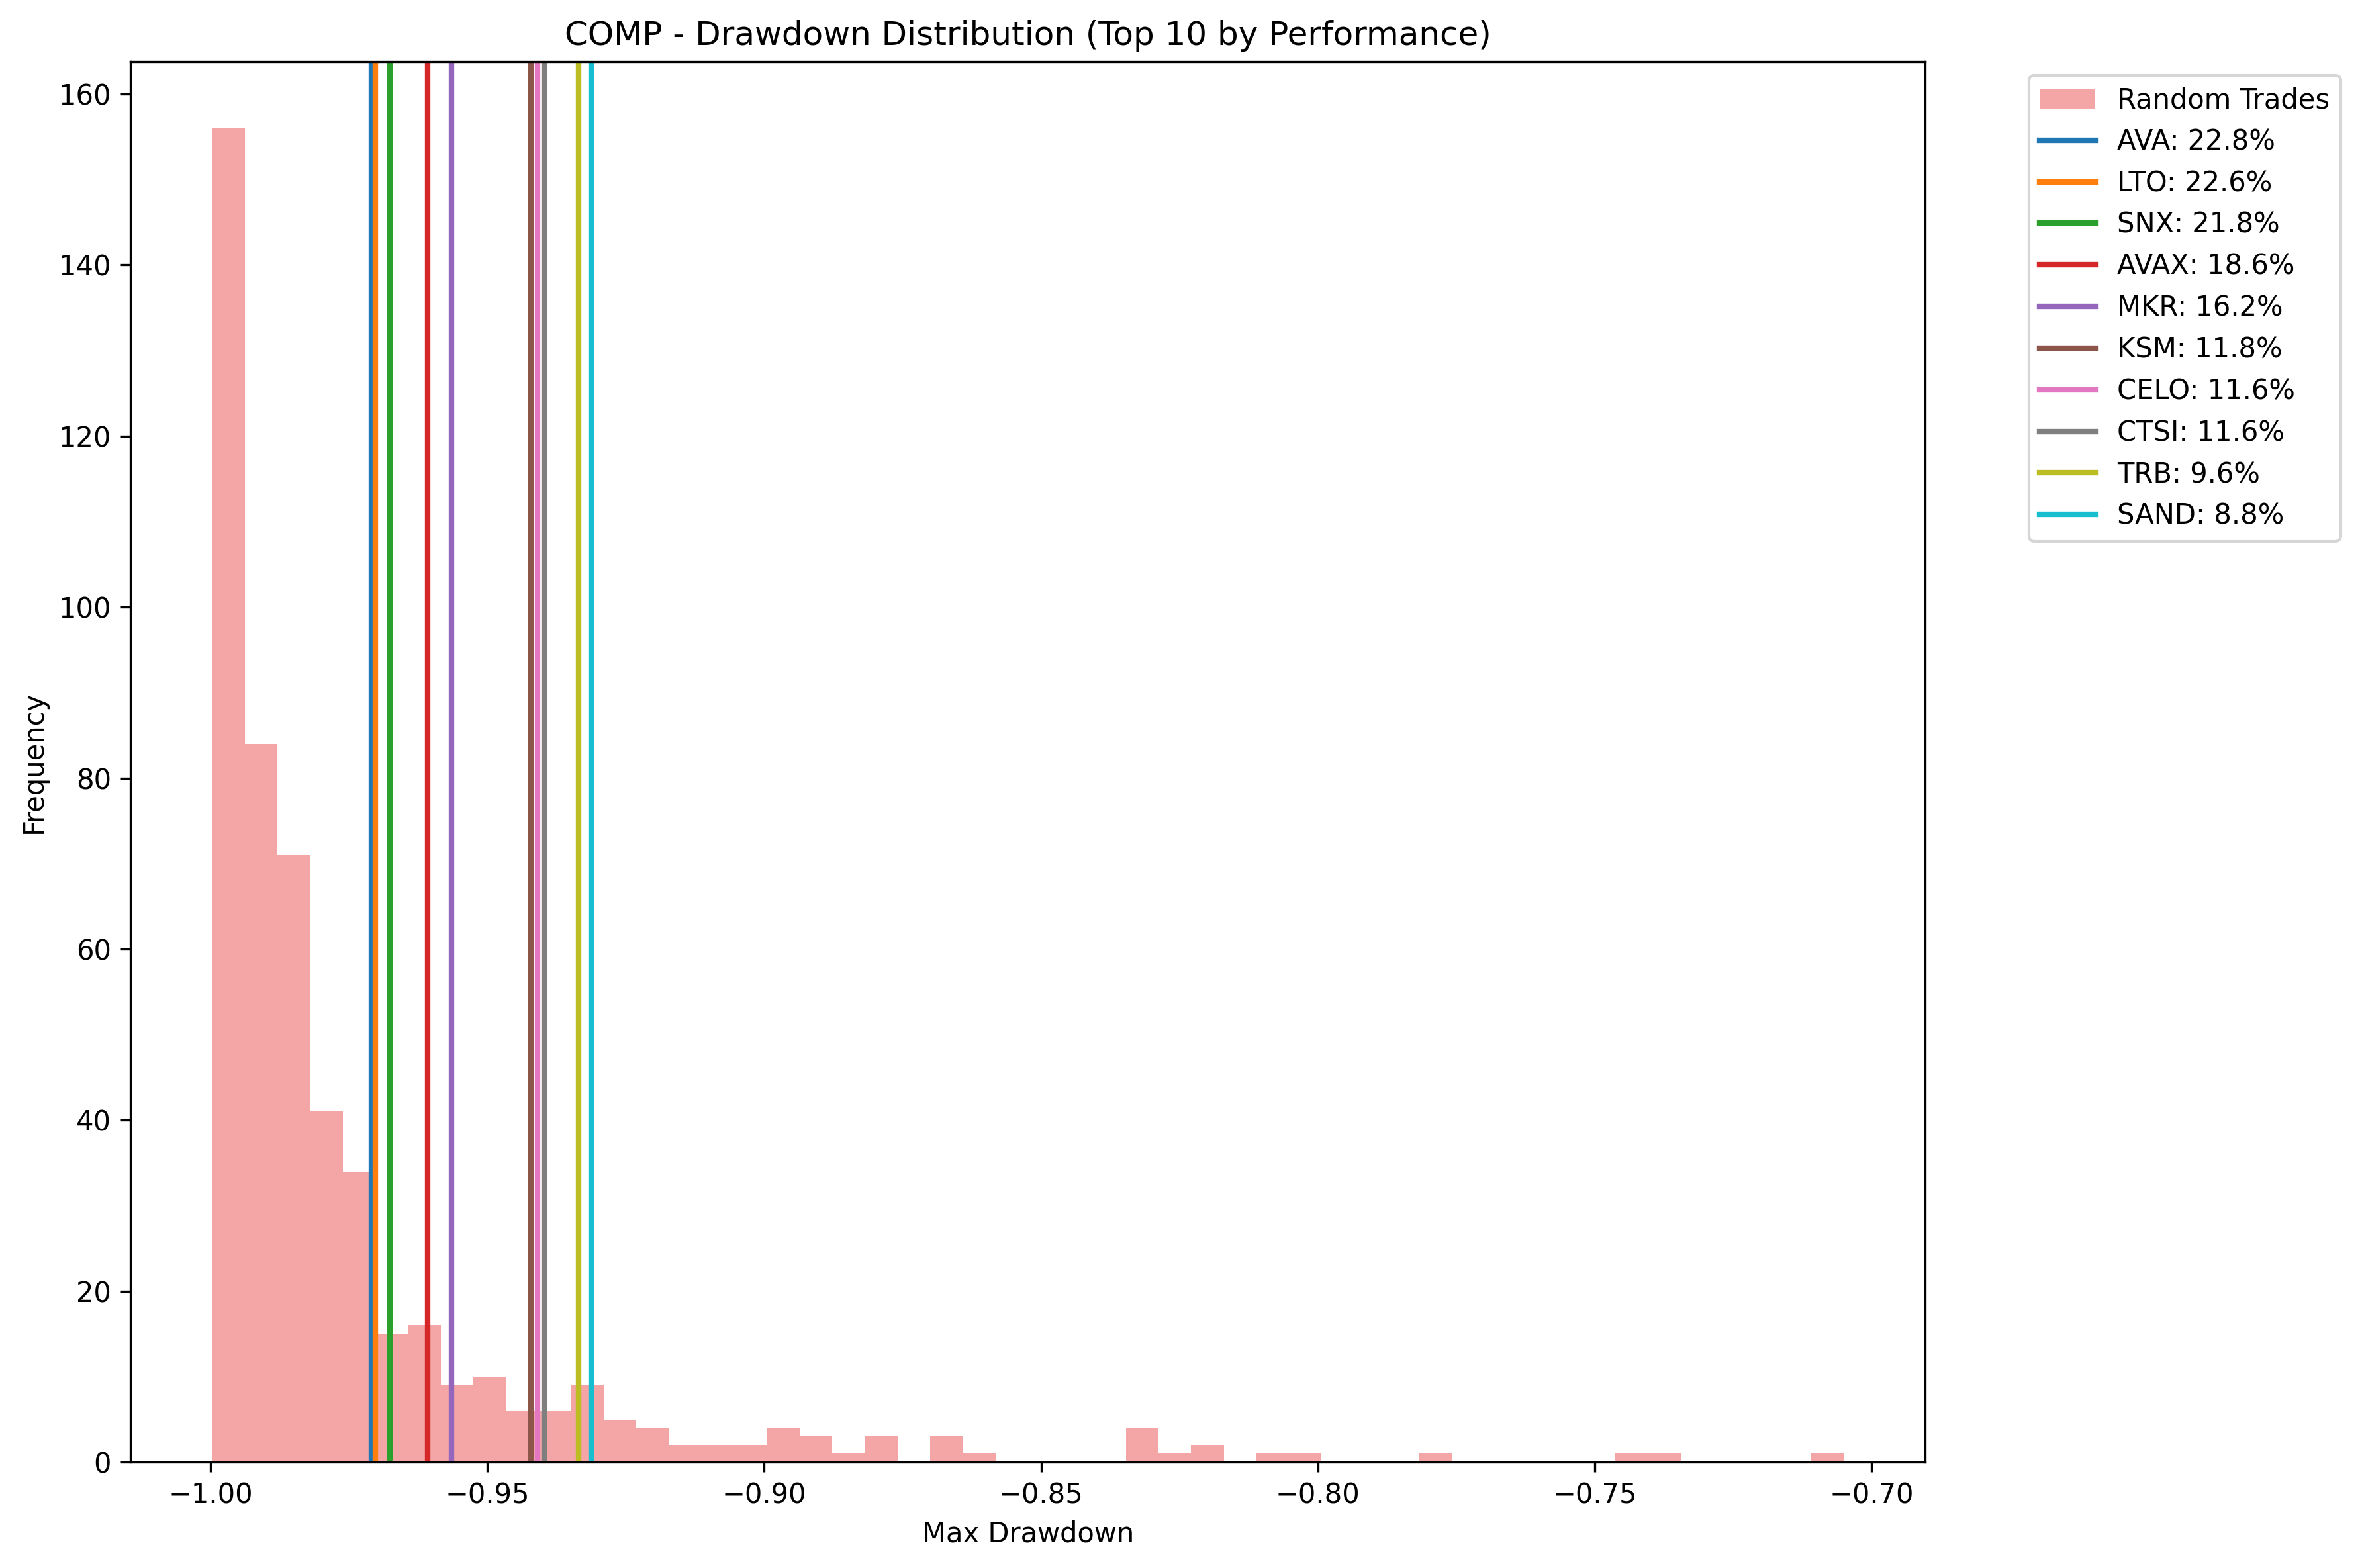 COMP - Drawdown Distribution (Top 10 by Performance)
Random Trades
AVA: 22.8%
LTO: 22.6%
SNX: 21.8%
AVAX: 18.6%
MKR: 16.2%
KSM: 11.8%
CELO: 11.6%
CTSI: 11.6%
TRB: 9.6%
SAND: 8.8%
Frequency
160
140
120
100
80
60
40
20
0
−1.00
−0.95
−0.90
−0.85
−0.80
−0.75
−0.70
Max Drawdown